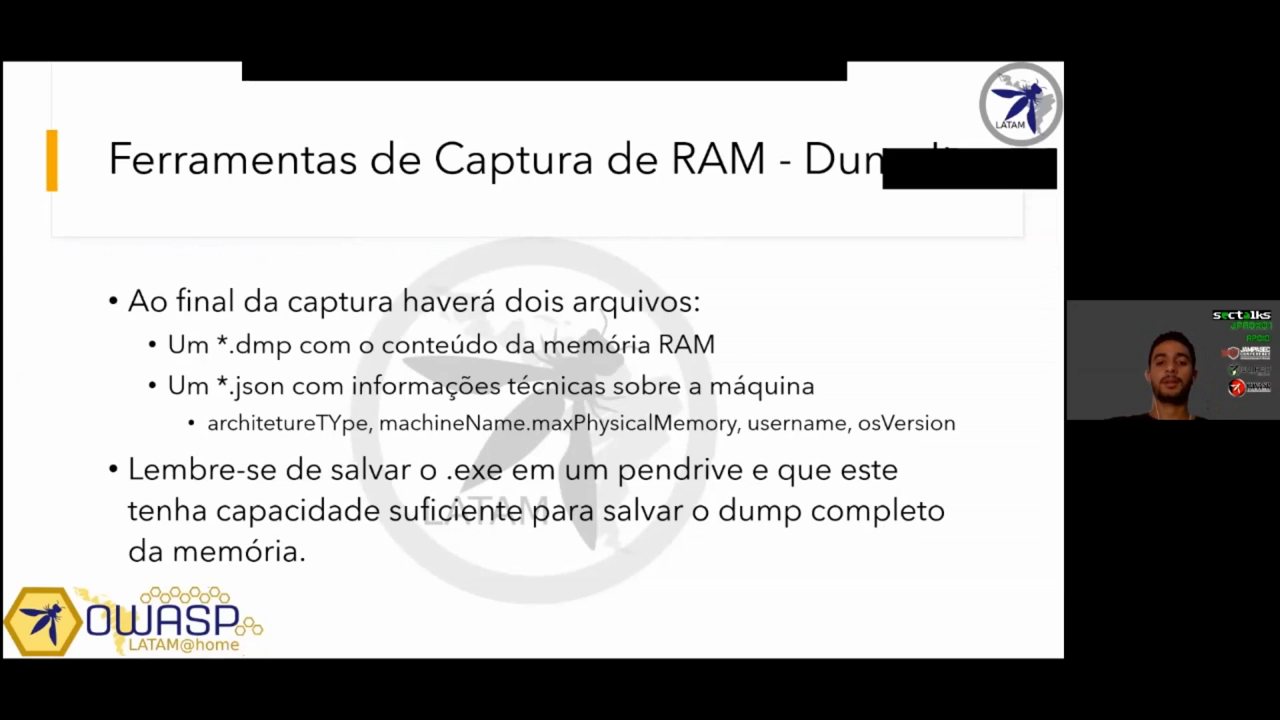 LATAM
Ferramentas de Captura de RAM -
• Ao final da captura haverá dois arquivos:
• Um *.dmp com o conteúdo da memória RAM
• Um *.json com informações técnicas sobre a máquina
• architetureTYpe, machineName.maxPhysicalMemory, username, osVersion
• Lembre-se de salvar o .exe em um pendrive e que este
tenha capacidade suficiente para salvar o dump completo
da memória.
LATAM
OWASP
LATAM@home
sectalks